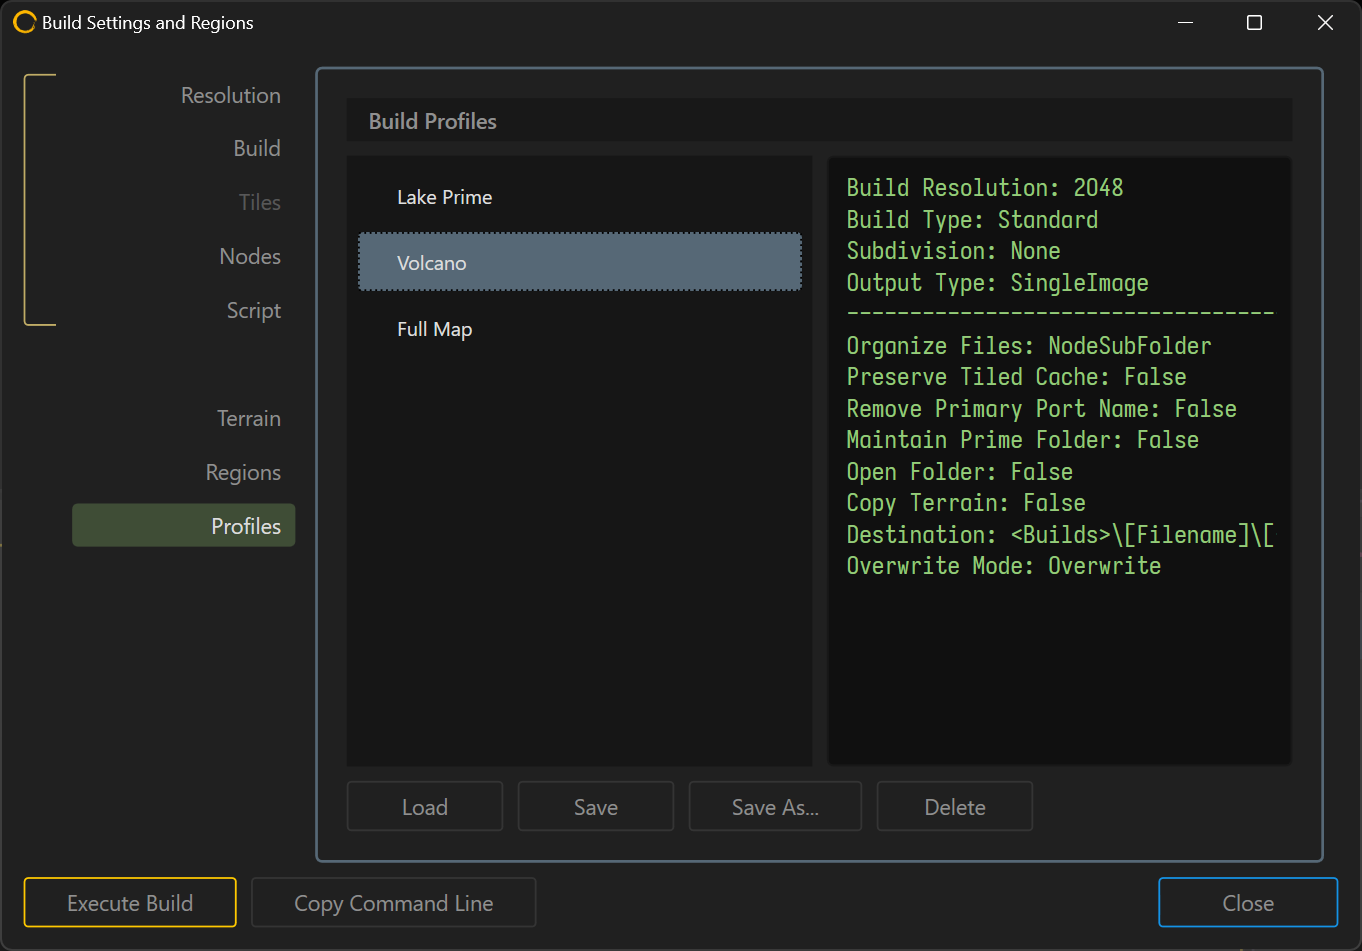 Build Settings and Regions
Resolution
Build
Tiles
Nodes
Script
Terrain
Regions
Profiles
Build Profiles
Lake Prime
Volcano
Full Map
Build Resolution: 2048
Build Type: Standard
Subdivision: None
Output Type: SingleImage
----------------------------------
Organize Files: NodeSubFolder
Preserve Tiled Cache: False
Remove Primary Port Name: False
Maintain Prime Folder: False
Open Folder: False
Copy Terrain: False
Destination: <Builds>\[Filename]\[
Overwrite Mode: Overwrite
Load
Save
Save As...
Delete
Execute Build
Copy Command Line
Close